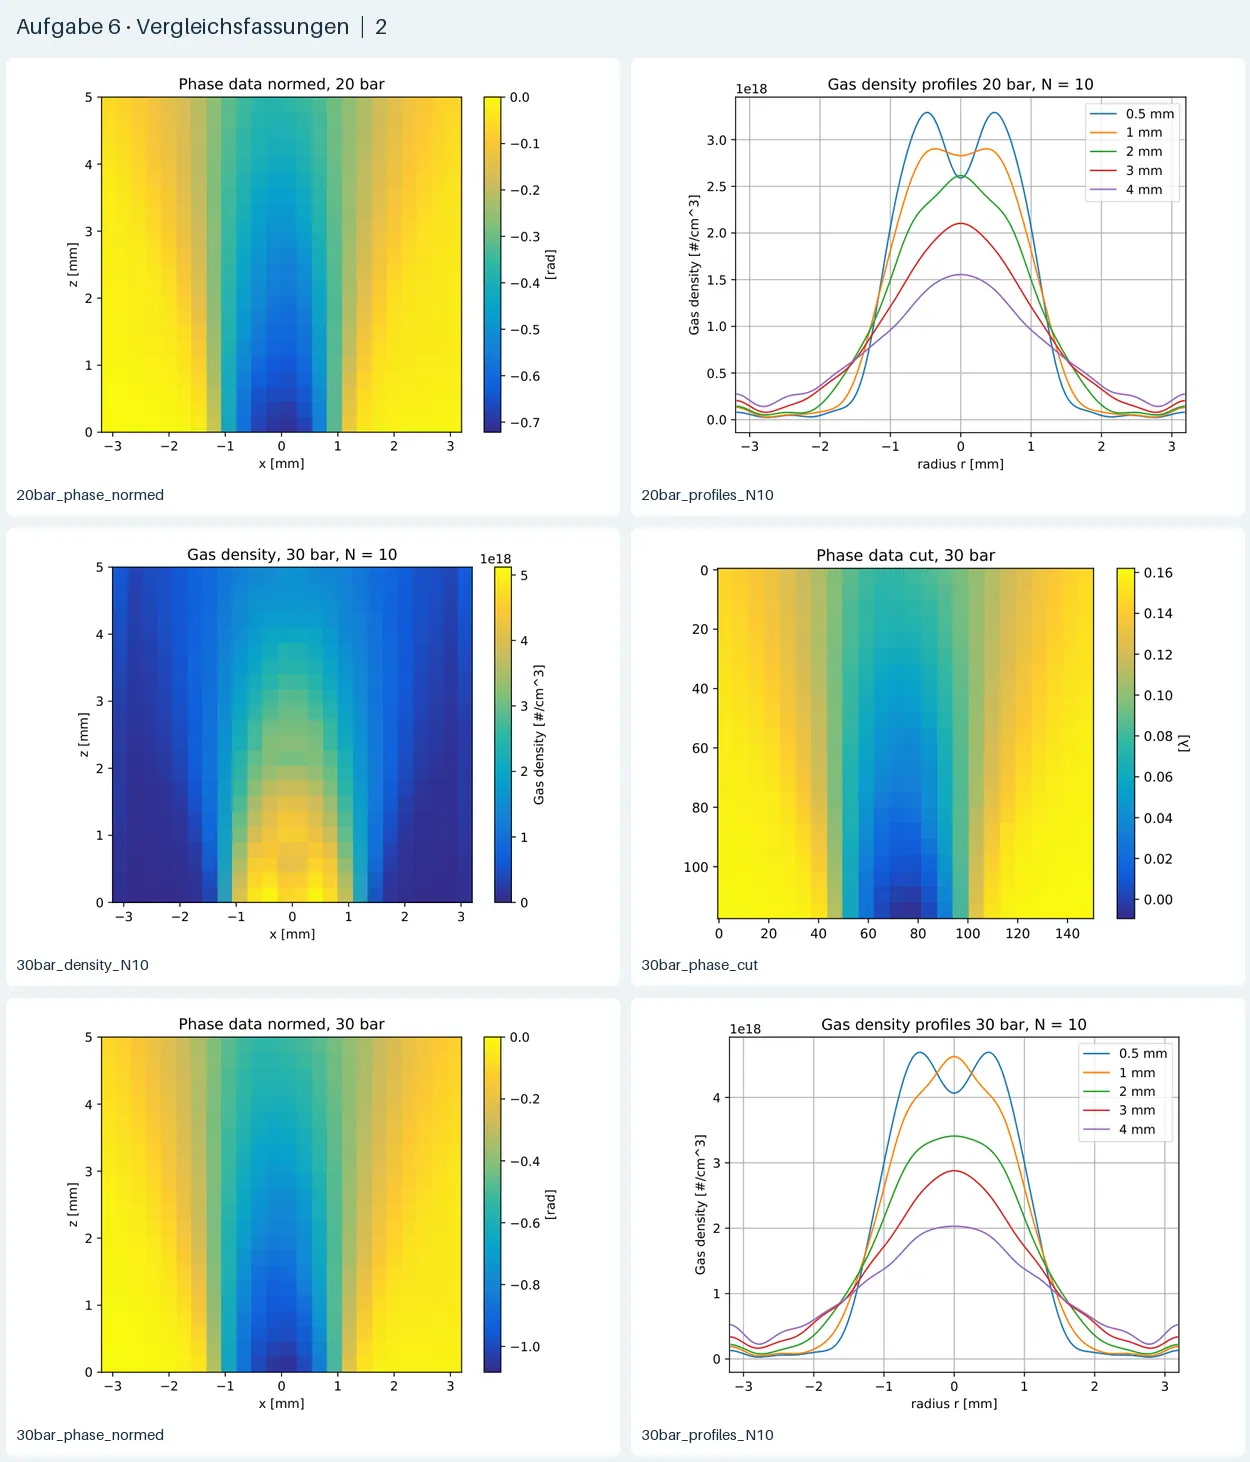 Aufgabe 6 · Vergleichsfassungen | 2
Phase data normed, 20 bar
5
4
3
2
1
0
z [mm]
−3 −2 −1 0 1 2 3
x [mm]
0.0
−0.1
−0.2
−0.3
−0.4
−0.5
−0.6
−0.7
[rad]
20bar_phase_normed
Gas density profiles 20 bar, N = 10
1e18
3.0
2.5
2.0
1.5
1.0
0.5
0.0
Gas density [#/cm^3]
−3 −2 −1 0 1 2 3
radius r [mm]
0.5 mm
1 mm
2 mm
3 mm
4 mm
20bar_profiles_N10
Gas density, 30 bar, N = 10
1e18
5
4
3
2
1
0
z [mm]
−3 −2 −1 0 1 2 3
x [mm]
5
4
3
2
1
0
Gas density [#/cm^3]
30bar_density_N10
Phase data cut, 30 bar
0
20
40
60
80
100
0 20 40 60 80 100 120 140
0.16
0.14
0.12
0.10
0.08
0.06
0.04
0.02
0.00
[λ]
30bar_phase_cut
Phase data normed, 30 bar
5
4
3
2
1
0
z [mm]
−3 −2 −1 0 1 2 3
x [mm]
0.0
−0.2
−0.4
−0.6
−0.8
−1.0
[rad]
30bar_phase_normed
Gas density profiles 30 bar, N = 10
1e18
4
3
2
1
0
Gas density [#/cm^3]
−3 −2 −1 0 1 2 3
radius r [mm]
0.5 mm
1 mm
2 mm
3 mm
4 mm
30bar_profiles_N10